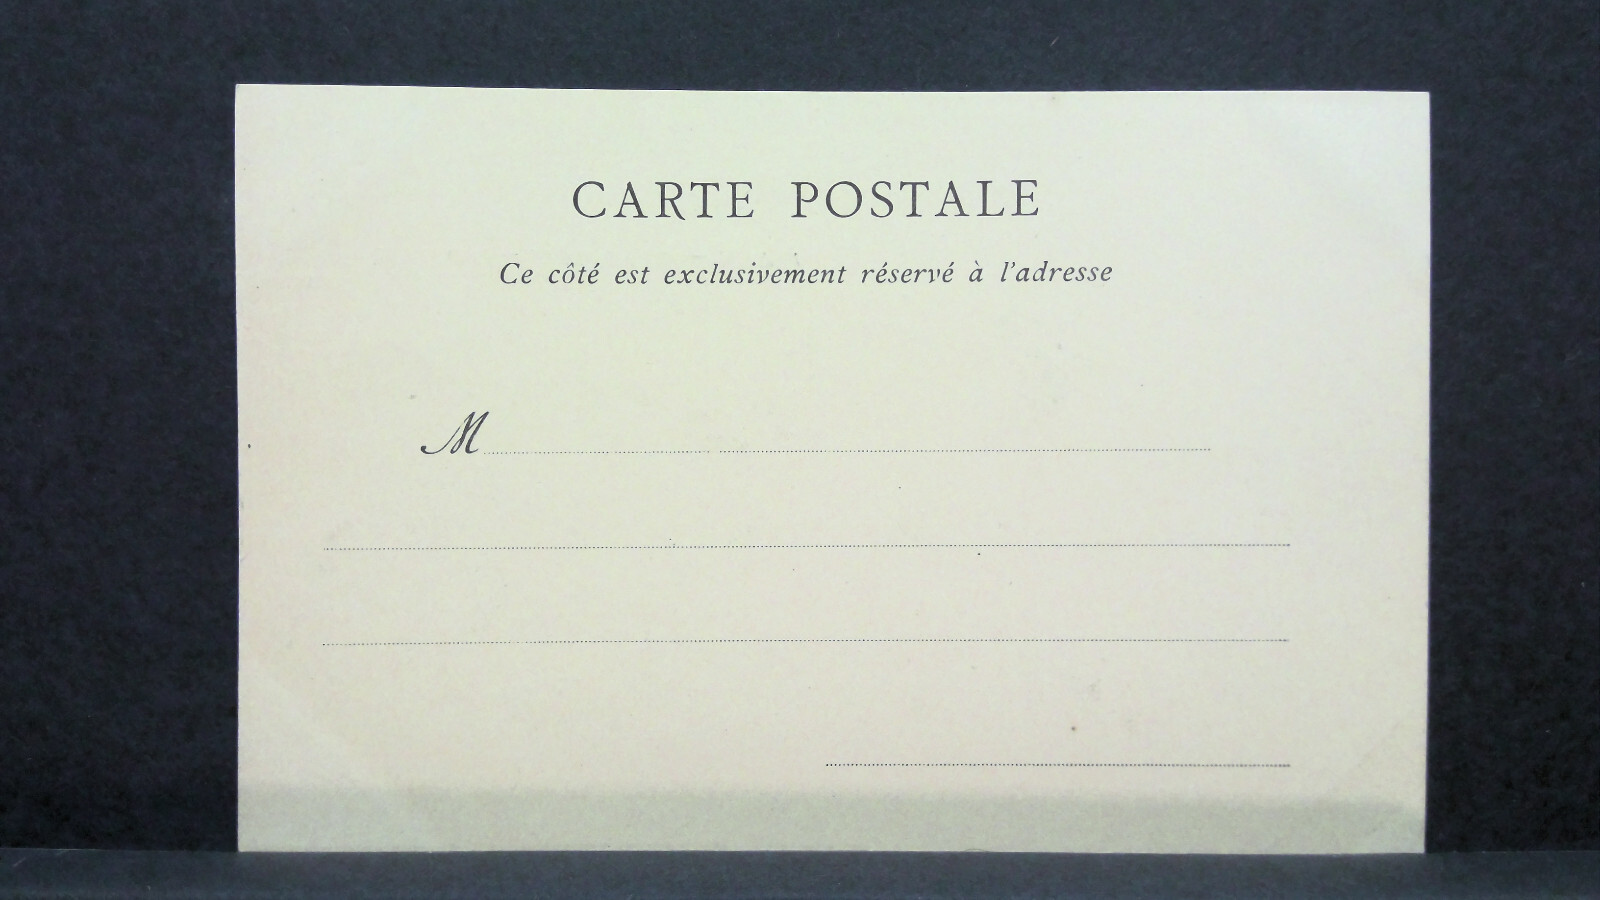 CARTE POSTALE
Ce côté est exclusivement réservé à l'adresse
M